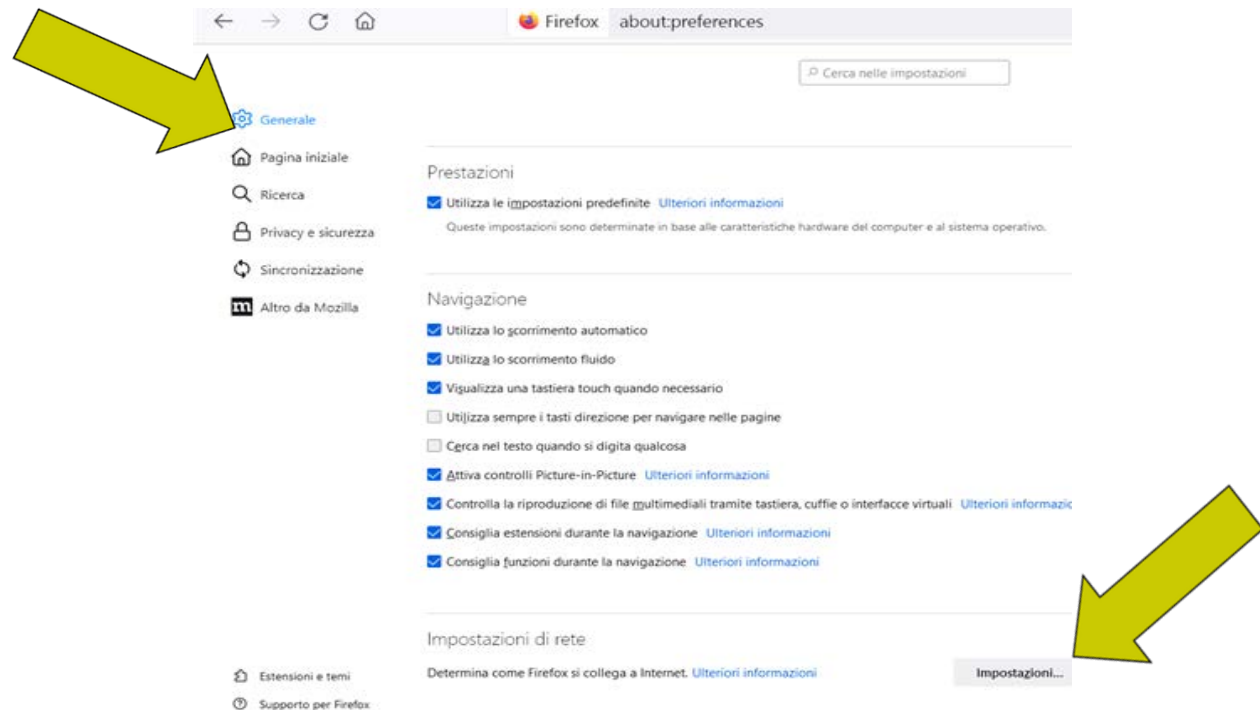 Firefox about:preferences
Cerca nelle impostazioni
Generale
Pagina iniziale
Ricerca
Privacy e sicurezza
Sincronizzazione
m Altro da Mozilla
Prestazioni
Utilizza le impostazioni predefinite Ulteriori informazioni
Queste impostazioni sono determinate in base alle caratteristiche hardware del computer e al sistema operativo.
Navigazione
Utilizza lo scorrimento automatico
Utilizza lo scorrimento fluido
Visualizza una tastiera touch quando necessario
Utilizza sempre i tasti direzione per navigare nelle pagine
Cerca nel testo quando si digita qualcosa
Attiva controlli Picture-in-Picture Ulteriori informazioni
Controlla la riproduzione di file multimediali tramite tastiera, cuffie o interfacce virtuali Ulteriori informazio
Consiglia estensioni durante la navigazione Ulteriori informazioni
Consiglia funzioni durante la navigazione Ulteriori informazioni
Impostazioni di rete
Determina come Firefox si collega a Internet. Ulteriori informazioni
Impostazioni...
Estensioni e temi
Supporto per Firefox